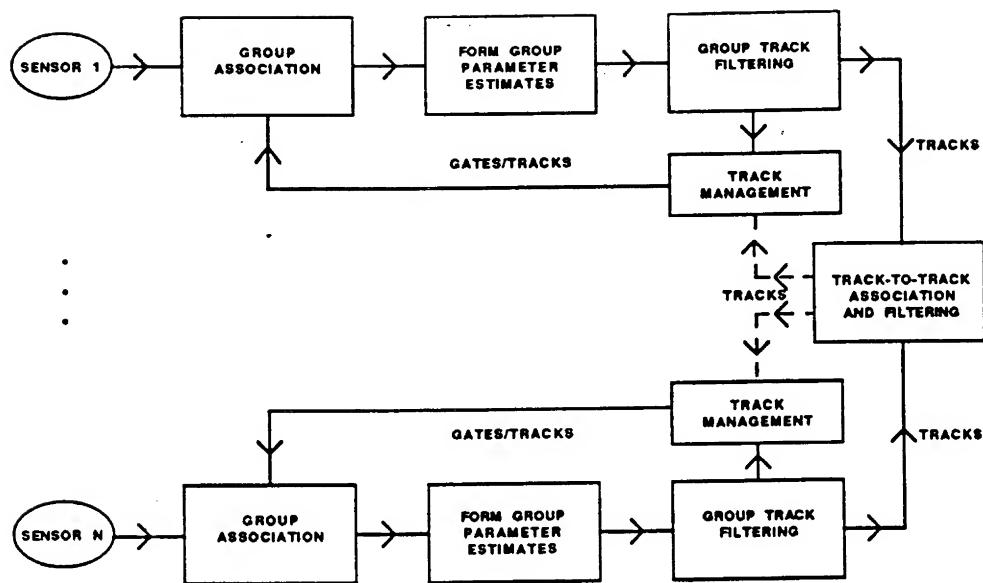 SENSOR 1
GROUP
ASSOCIATION
FORM GROUP
PARAMETER
ESTIMATES
GROUP TRACK
FILTERING
TRACKS
GATES/TRACKS
TRACK
MANAGEMENT
TRACKS
TRACK-TO-TRACK
ASSOCIATION
AND FILTERING
TRACK
MANAGEMENT
GATES/TRACKS
TRACKS
SENSOR N
GROUP
ASSOCIATION
FORM GROUP
PARAMETER
ESTIMATES
GROUP TRACK
FILTERING